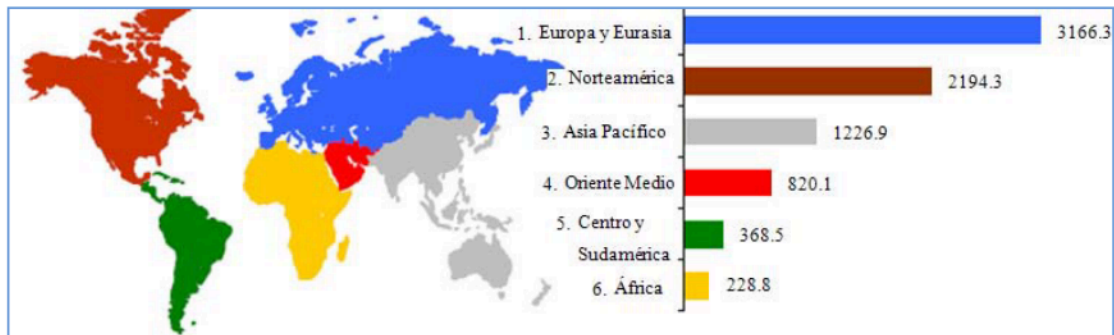 1. Europa y Eurasia 3166.3
2. Norteamérica 2194.3
3. Asia Pacífico 1226.9
4. Oriente Medio 820.1
5. Centro y
Sudamérica 368.5
6. África 228.8